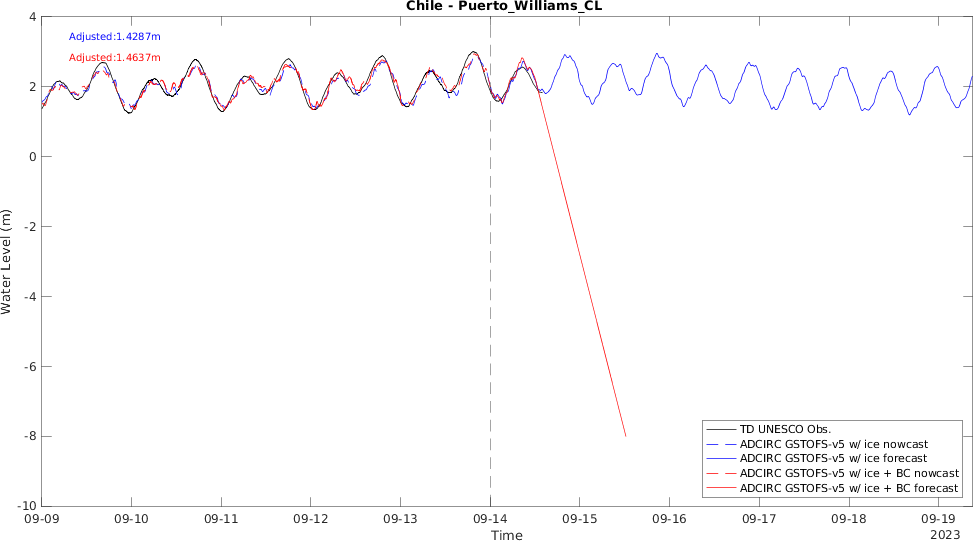 Chile - Puerto_Williams_CL
Adjusted:1.4287m
Adjusted:1.4637m
4
2
0
-2
-4
-6
-8
-10
Water Level (m)
TD UNESCO Obs.
ADCIRC GSTOFS-v5 w/ ice nowcast
ADCIRC GSTOFS-v5 w/ ice forecast
ADCIRC GSTOFS-v5 w/ ice + BC nowcast
ADCIRC GSTOFS-v5 w/ ice + BC forecast
09-09 09-10 09-11 09-12 09-13 09-14 09-15 09-16 09-17 09-18 09-19
Time
2023